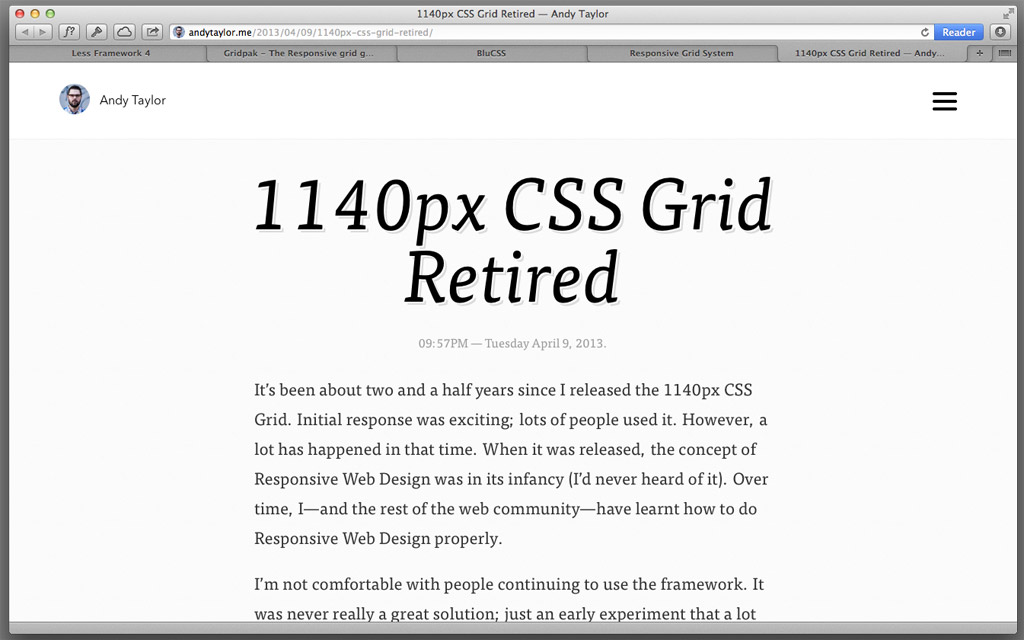 1140px CSS Grid Retired — Andy Taylor
andytaylor.me/2013/04/09/1140px-css-grid-retired/
Reader
Less Framework 4
Gridpak – The Responsive grid g...
BluCSS
Responsive Grid System
1140px CSS Grid Retired — Andy...
Andy Taylor
1140px CSS Grid
Retired
09:57PM — Tuesday April 9, 2013.
It's been about two and a half years since I released the 1140px CSS
Grid. Initial response was exciting; lots of people used it. However, a
lot has happened in that time. When it was released, the concept of
Responsive Web Design was in its infancy (I'd never heard of it). Over
time, I—and the rest of the web community—have learnt how to do
Responsive Web Design properly.
I'm not comfortable with people continuing to use the framework. It
was never really a great solution; just an early experiment that a lot